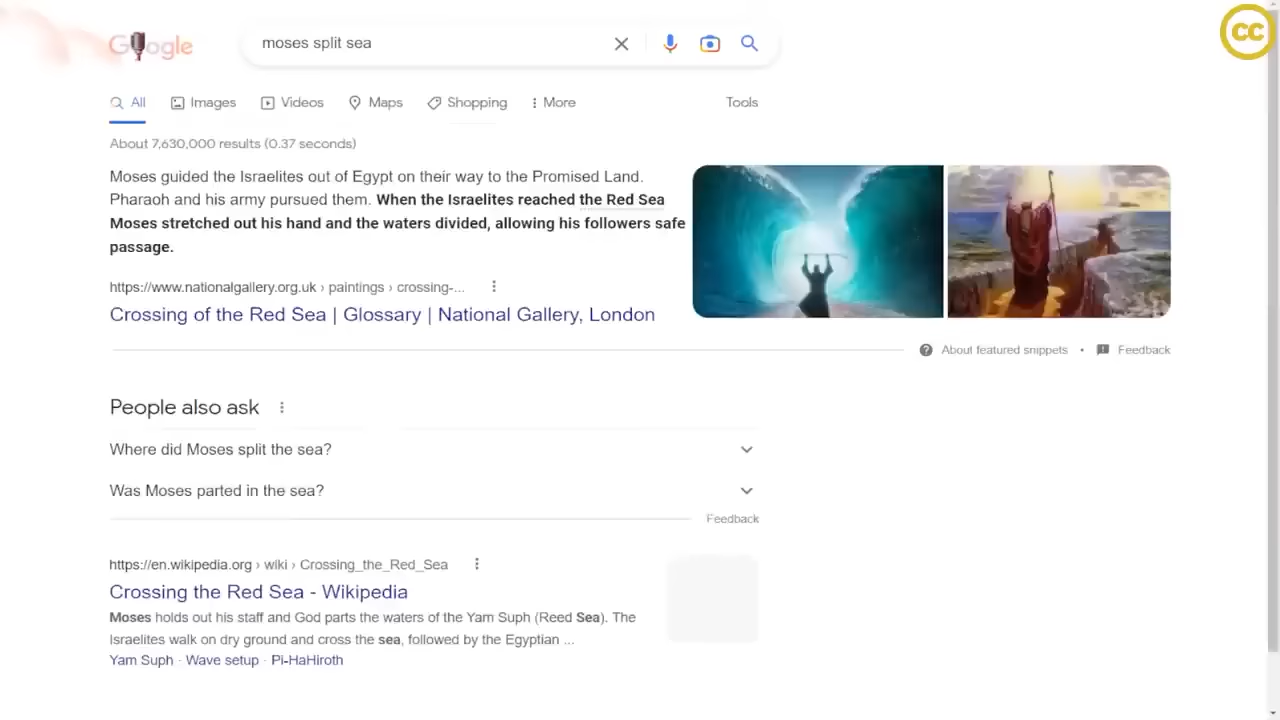 Google
moses split sea
CC
All Images Videos Maps Shopping More Tools
About 7,630,000 results (0.37 seconds)
Moses guided the Israelites out of Egypt on their way to the Promised Land.
Pharaoh and his army pursued them. When the Israelites reached the Red Sea
Moses stretched out his hand and the waters divided, allowing his followers safe
passage.
https://www.nationalgallery.org.uk › paintings › crossing-...
Crossing of the Red Sea | Glossary | National Gallery, London
About featured snippets • Feedback
People also ask
Where did Moses split the sea?
Was Moses parted in the sea?
Feedback
https://en.wikipedia.org › wiki › Crossing_the_Red_Sea
Crossing the Red Sea - Wikipedia
Moses holds out his staff and God parts the waters of the Yam Suph (Reed Sea). The
Israelites walk on dry ground and cross the sea, followed by the Egyptian ...
Yam Suph · Wave setup · Pi-HaHiroth